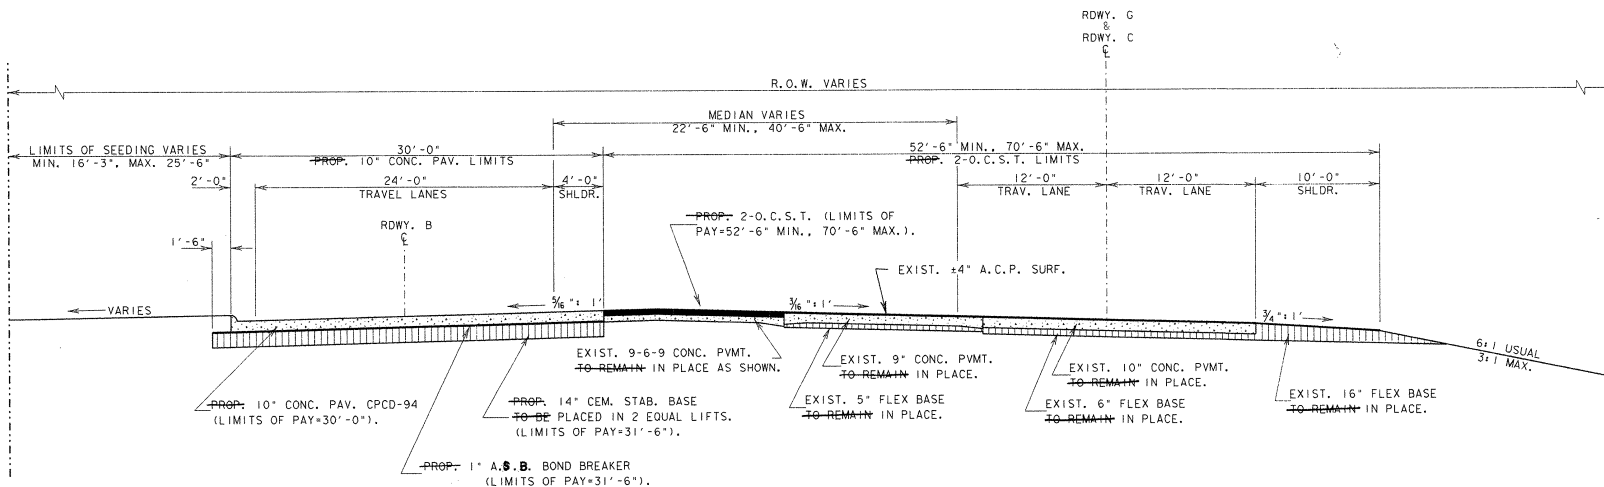 RDWY. G
&
RDWY. C
℄
R.O.W. VARIES
MEDIAN VARIES
22'-6" MIN., 40'-6" MAX.
LIMITS OF SEEDING VARIES
MIN. 16'-3", MAX. 25'-6"
30'-0"
PROP. 10" CONC. PAV. LIMITS
52'-6" MIN., 70'-6" MAX.
PROP. 2-O.C.S.T. LIMITS
2'-0"
24'-0"
TRAVEL LANES
4'-0"
SHLDR.
12'-0"
TRAV. LANE
12'-0"
TRAV. LANE
10'-0"
SHLDR.
RDWY. B
℄
1'-6"
PROP. 2-O.C.S.T. (LIMITS OF
PAY=52'-6" MIN., 70'-6" MAX.).
EXIST. ±4" A.C.P. SURF.
VARIES
5/16": 1'
3/16": 1'
3/4": 1'
6:1 USUAL
3:1 MAX.
EXIST. 9-6-9 CONC. PVMT.
TO REMAIN IN PLACE AS SHOWN.
EXIST. 9" CONC. PVMT.
TO REMAIN IN PLACE.
EXIST. 10" CONC. PVMT.
TO REMAIN IN PLACE.
EXIST. 16" FLEX BASE
TO REMAIN IN PLACE.
PROP. 10" CONC. PAV. CPCD-94
(LIMITS OF PAY=30'-0").
PROP. 14" CEM. STAB. BASE
TO BE PLACED IN 2 EQUAL LIFTS.
(LIMITS OF PAY=31'-6").
EXIST. 5" FLEX BASE
TO REMAIN IN PLACE.
EXIST. 6" FLEX BASE
TO REMAIN IN PLACE.
PROP. 1" A.S.B. BOND BREAKER
(LIMITS OF PAY=31'-6").